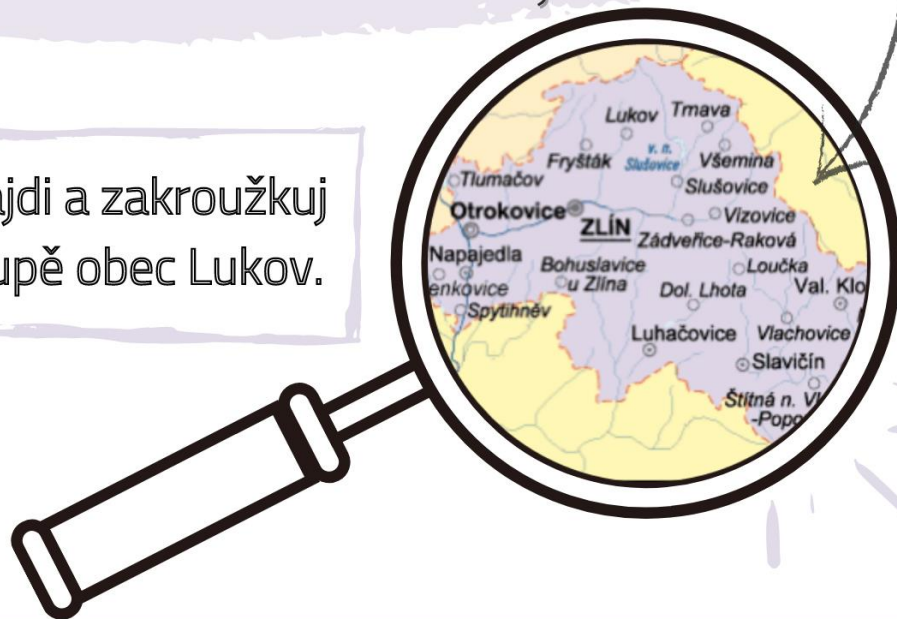 jdi a zakroužkuj
upě obec Lukov.
Lukov
Trnava
Fryšták
v. n.
Slušovice
Všemina
Tlumačov
Slušovice
Otrokovice
ZLÍN
Vizovice
Zádveřice-Raková
Napajedla
Bohuslavice
u Zlína
Loučka
enkovice
Dol. Lhota
Val. Klo
Spytihněv
Luhačovice
Vlachovice
Slavičín
Štítná n. Vl
-Popo